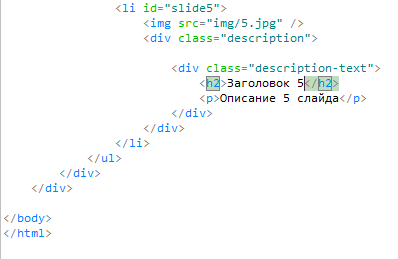 <li id="slide5">
<img src="img/5.jpg" />
<div class="description">
<div class="description-text">
<h2>Заголовок 5</h2>
<p>Описание 5 слайда</p>
</div>
</div>
</li>
</ul>
</div>
</div>
</body>
</html>